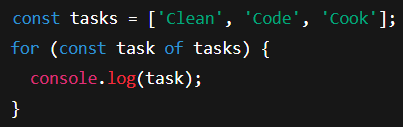 const tasks = ['Clean', 'Code', 'Cook'];
for (const task of tasks) {
  console.log(task);
}